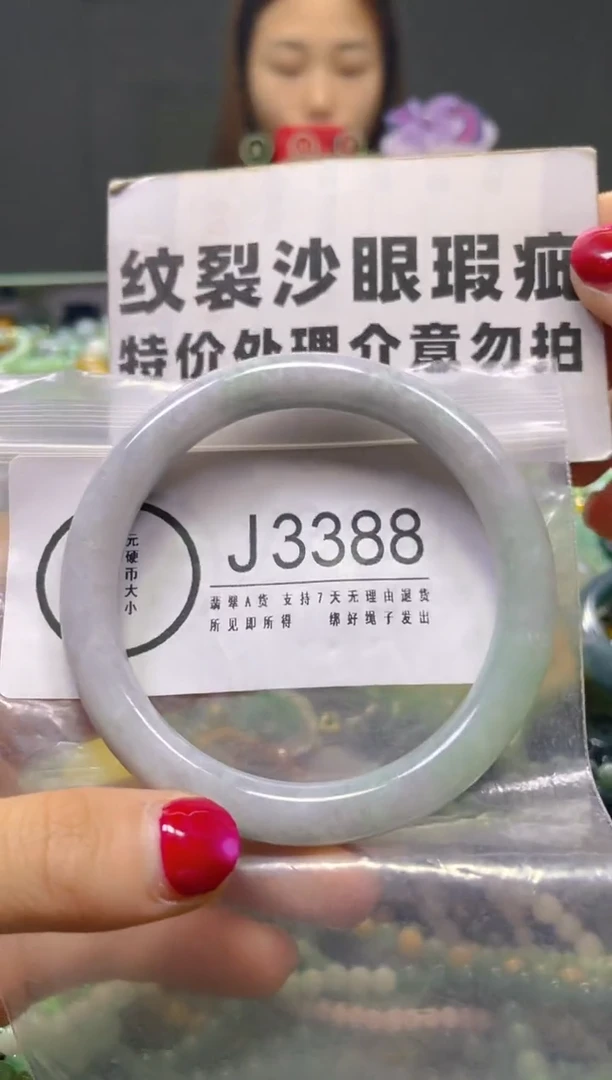 纹裂沙眼瑕疵
特价处理介意勿拍
元硬币大小
J3388
翡翠A货 支持7天无理由退货
所见即所得 绑好绳子发出